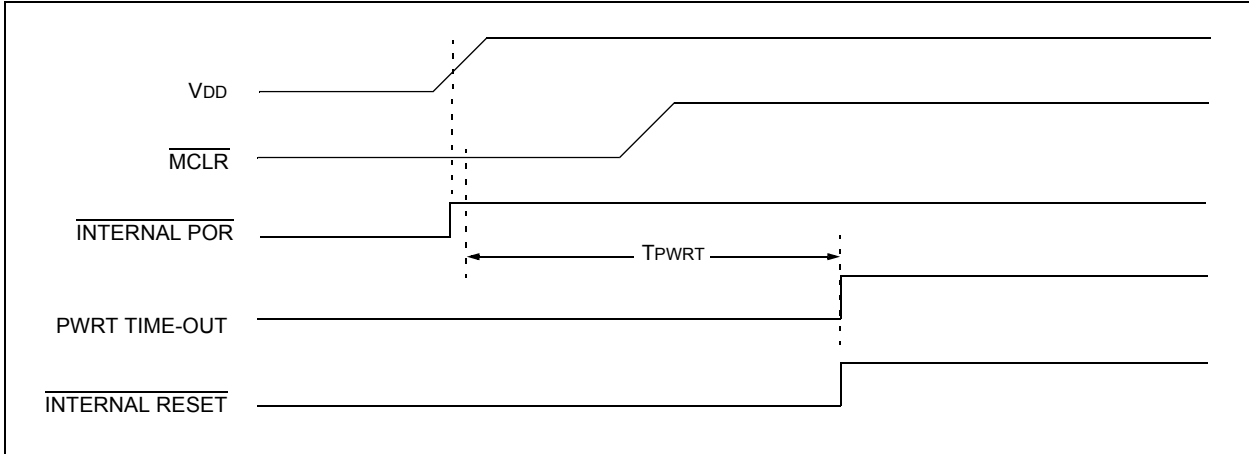 VDD
MCLR
INTERNAL POR
TPWRT
PWRT TIME-OUT
INTERNAL RESET